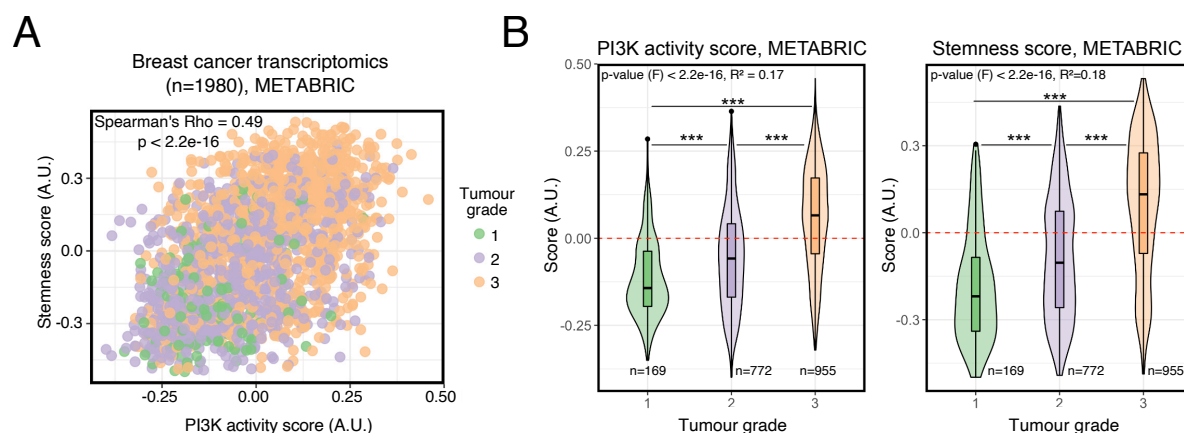 A
Breast cancer transcriptomics
(n=1980), METABRIC
Spearman's Rho = 0.49
p < 2.2e-16
Stemness score (A.U.)
0.3
0.0
-0.3
-0.25
0.00
0.25
0.50
PI3K activity score (A.U.)
Tumour
grade
1
2
3
B
PI3K activity score, METABRIC
p-value (F) < 2.2e-16, R² = 0.17
***
*** ***
Score (A.U.)
0.50
0.25
0.00
-0.25
n=169 n=772 n=955
1 2 3
Tumour grade
Stemness score, METABRIC
p-value (F) < 2.2e-16, R²=0.18
***
*** ***
Score (A.U.)
0.3
0.0
-0.3
n=169 n=772 n=955
1 2 3
Tumour grade